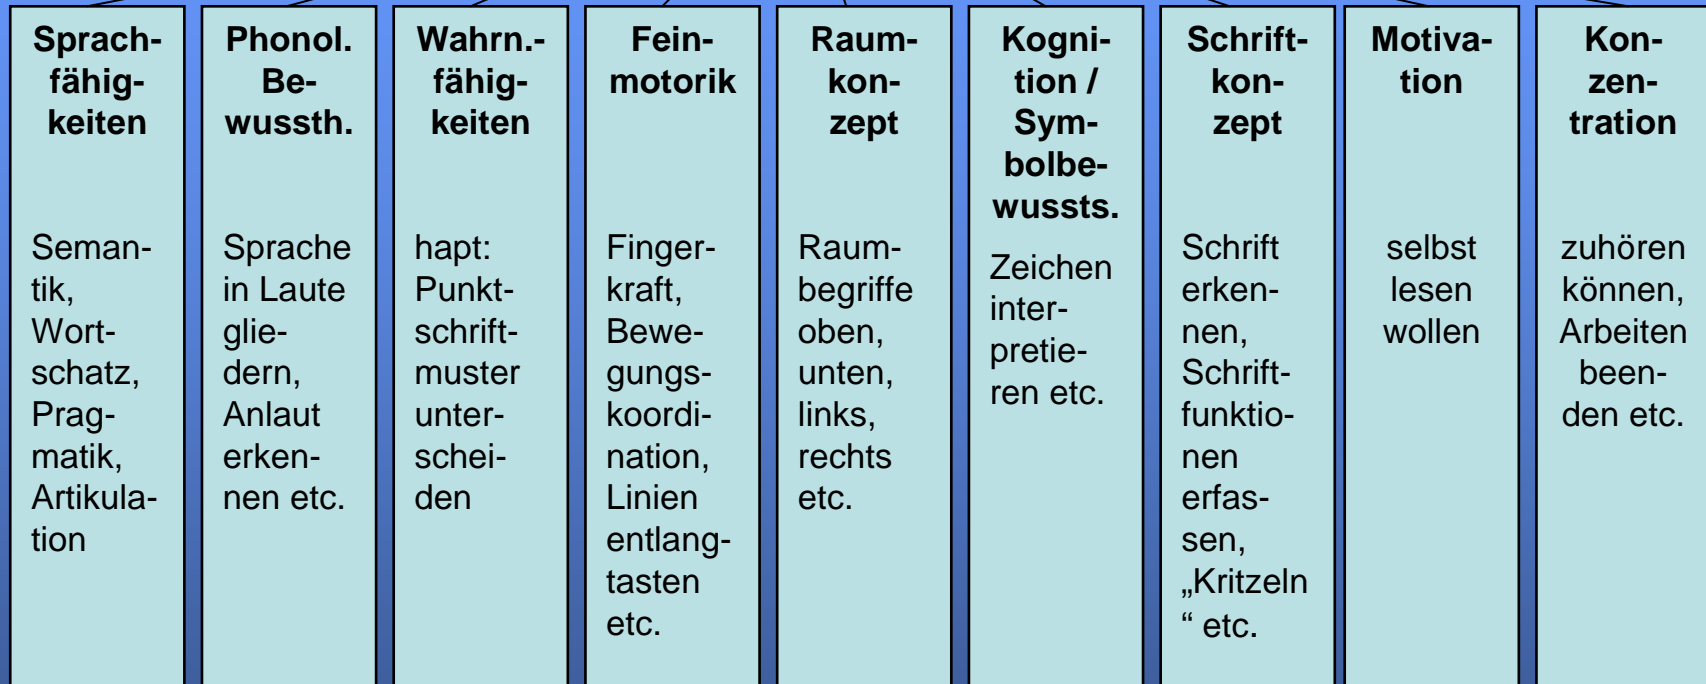 Sprach-
fähig-
keiten
Seman-
tik,
Wort-
schatz,
Prag-
matik,
Artikula-
tion
Phonol.
Be-
wussth.
Sprache
in Laute
glie-
dern,
Anlaut
erken-
nen etc.
Wahrn.-
fähig-
keiten
hapt:
Punkt-
schrift-
muster
unter-
schei-
den
Fein-
motorik
Finger-
kraft,
Bewe-
gungs-
koordi-
nation,
Linien
entlang-
tasten
etc.
Raum-
kon-
zept
Raum-
begriffe
oben,
unten,
links,
rechts
etc.
Kogni-
tion /
Sym-
bolbe-
wussts.
Zeichen
inter-
pretie-
ren etc.
Schrift-
kon-
zept
Schrift
erken-
nen,
Schrift-
funktio-
nen
erfas-
sen,
„Kritzeln
“ etc.
Motiva-
tion
selbst
lesen
wollen
Kon-
zen-
tration
zuhören
können,
Arbeiten
been-
den etc.